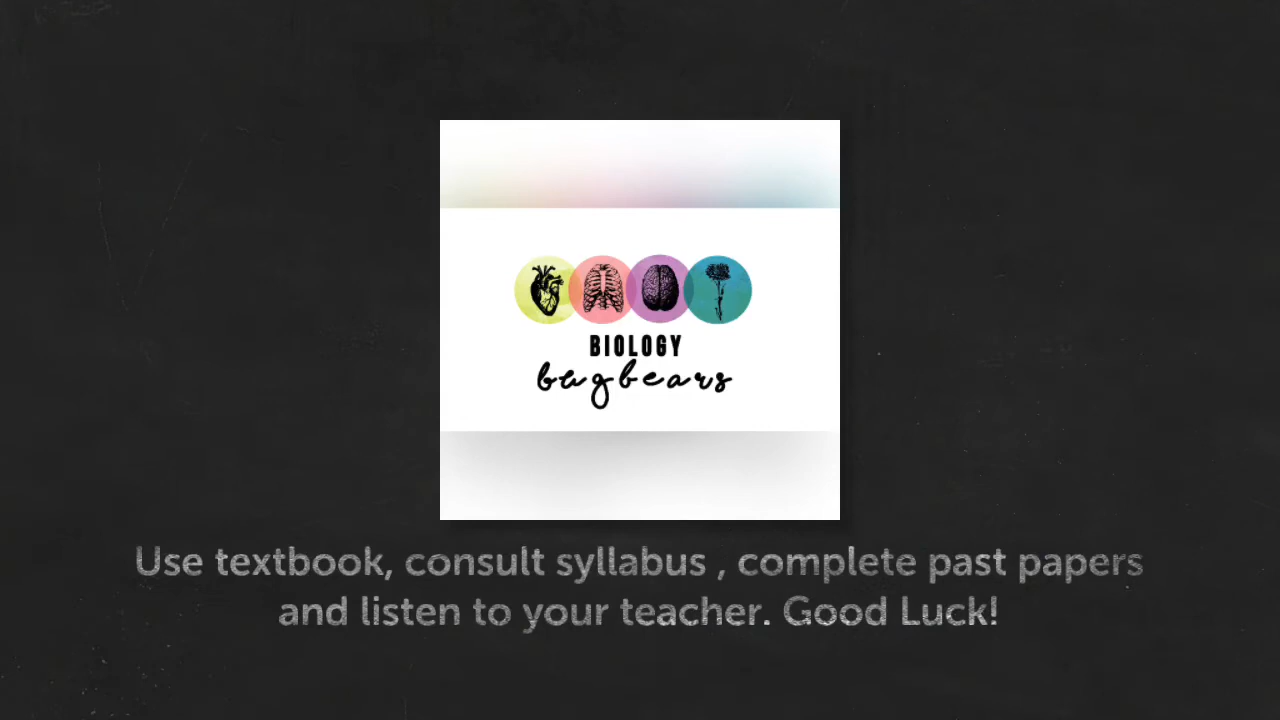 BIOLOGY
bugbears
Use textbook, consult syllabus , complete past papers
and listen to your teacher. Good Luck!